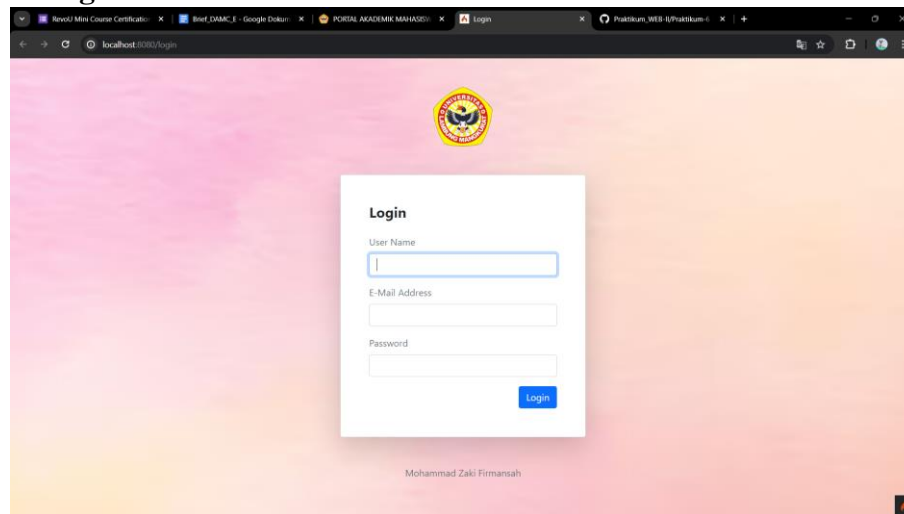 RevoU Mini Course Certificatio
Brief_DAMC_E - Google Dokum
PORTAL AKADEMIK MAHASISW
Login
Praktikum_WEB-II/Praktikum-6
localhost:8080/login
UNIVERSITAS
Login
User Name
E-Mail Address
Password
Login
Mohammad Zaki Firmansah